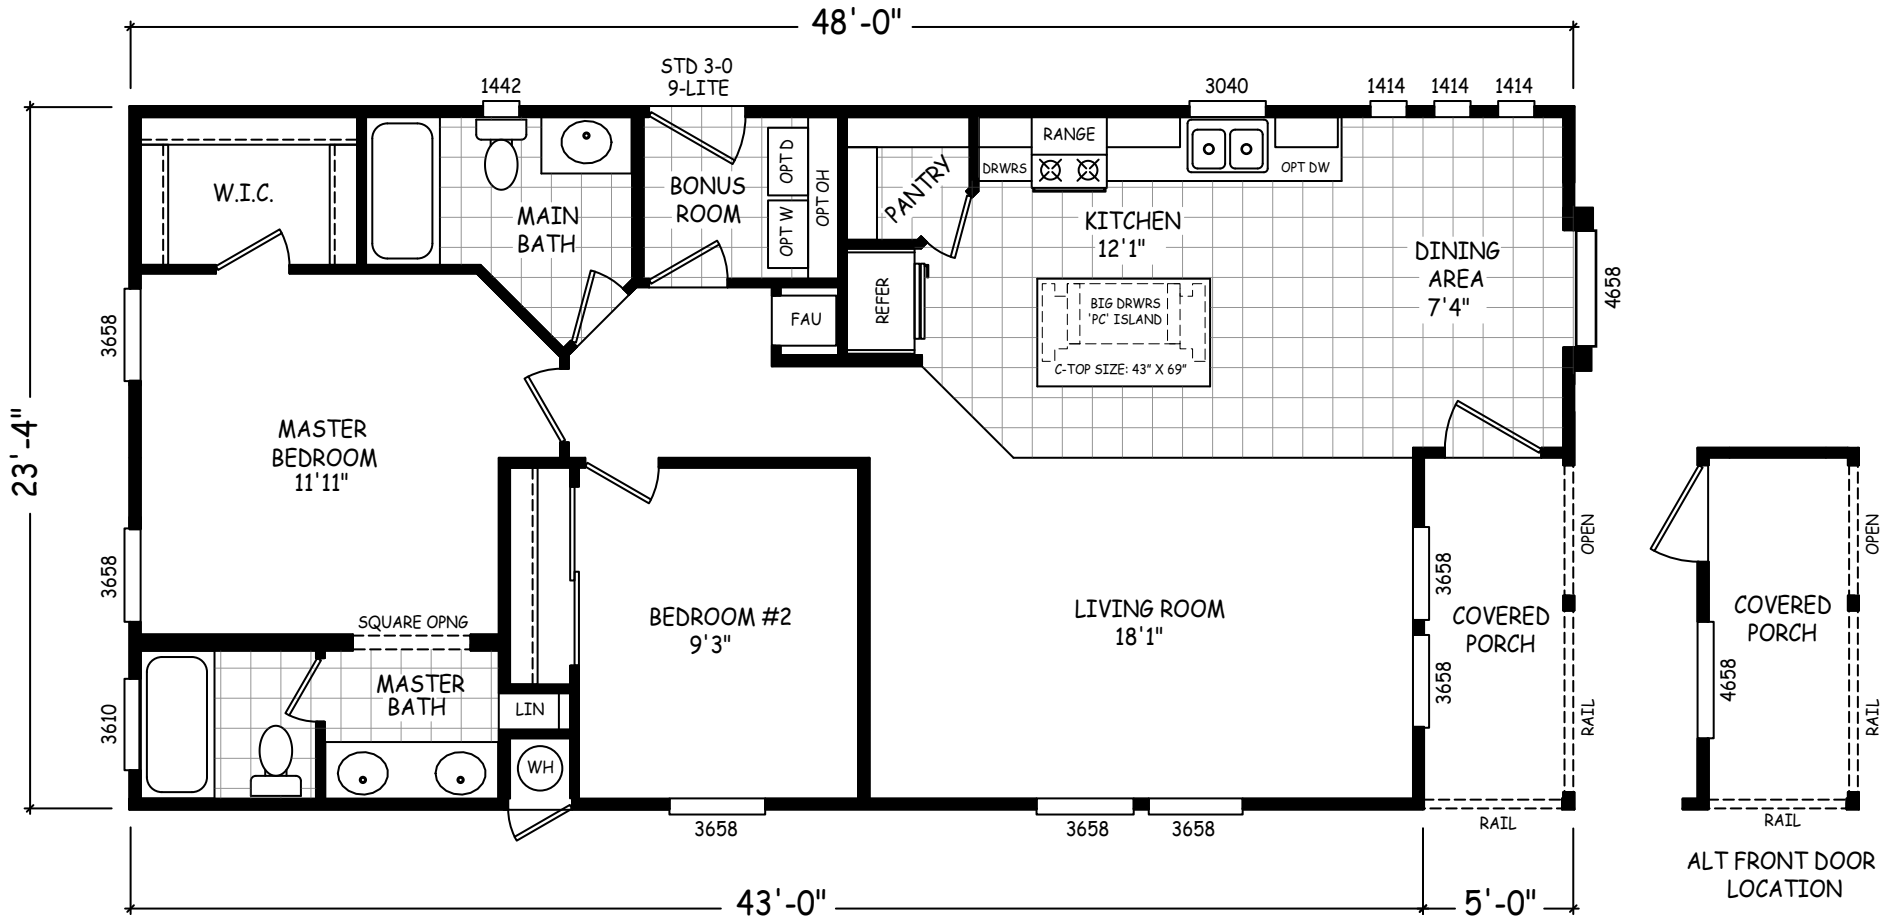 48'-0"
STD 3-0
9-LITE
1442
3040
1414
1414
1414
W.I.C.
MAIN
BATH
BONUS
ROOM
OPT D
OPT W
OPT OH
PANTRY
DRWRS
RANGE
OPT DW
KITCHEN
12'1"
DINING
AREA
7'4"
4658
REFER
FAU
BIG DRWRS
'PC' ISLAND
C-TOP SIZE: 43" X 69"
3658
23'-4"
MASTER
BEDROOM
11'11"
3658
SQUARE OPNG
MASTER
BATH
3610
LIN
WH
BEDROOM #2
9'3"
LIVING ROOM
18'1"
3658
3658
COVERED
PORCH
OPEN
RAIL
RAIL
3658
3658
3658
43'-0"
5'-0"
COVERED
PORCH
4658
OPEN
RAIL
RAIL
ALT FRONT DOOR
LOCATION